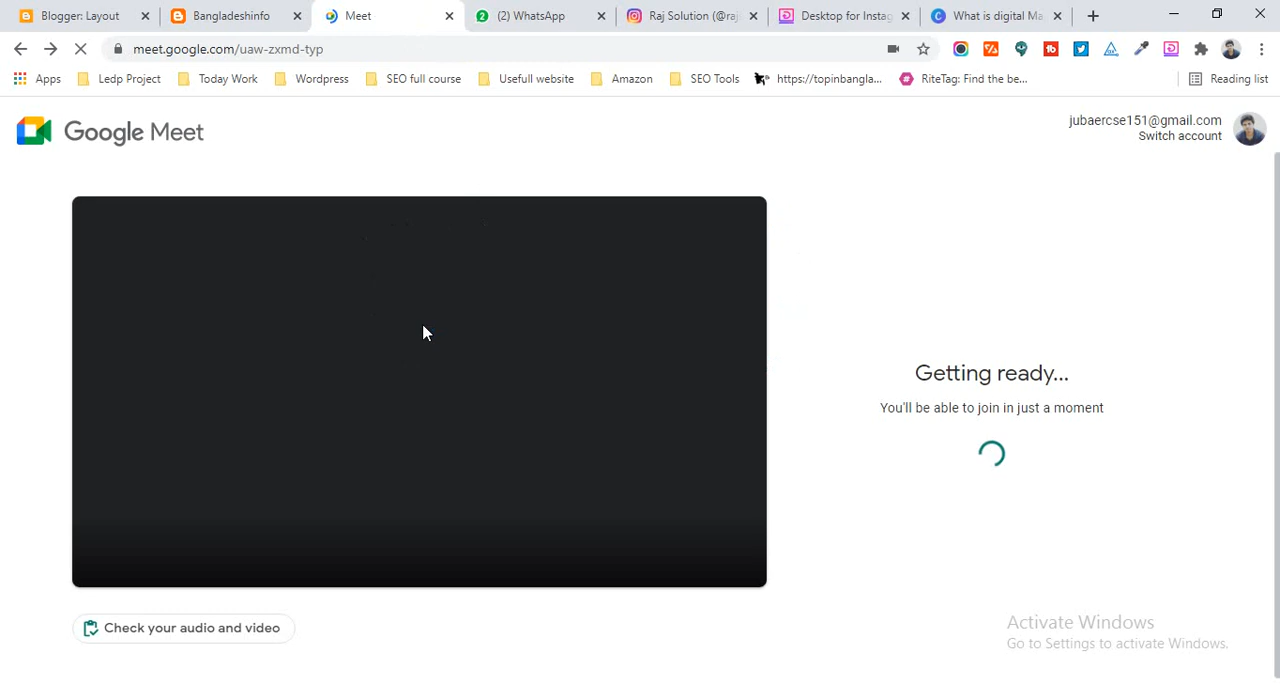 Blogger: Layout
Bangladeshinfo
Meet
(2) WhatsApp
Raj Solution (@raj
Desktop for Instag
What is digital Ma
meet.google.com/uaw-zxmd-typ
Apps
Ledp Project
Today Work
Wordpress
SEO full course
Usefull website
Amazon
SEO Tools
https://topinbangla...
RiteTag: Find the be...
Reading list
Google Meet
jubaercse151@gmail.com
Switch account
Getting ready...
You'll be able to join in just a moment
Check your audio and video
Activate Windows
Go to Settings to activate Windows.